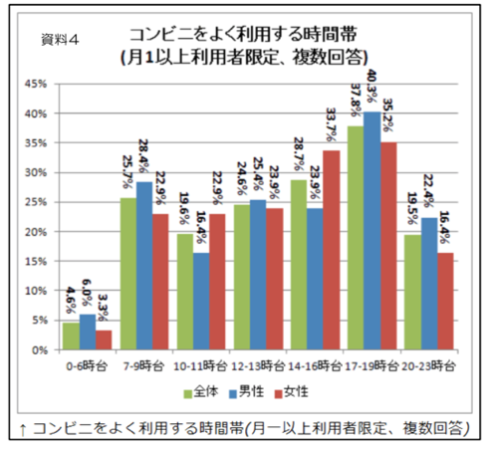 資料4
コンビニをよく利用する時間帯
(月1以上利用者限定、複数回答)
45%
40%
35%
30%
25%
20%
15%
10%
5%
0%
4.6% 6.0% 3.3%
25.7% 28.4% 22.9%
19.6% 16.4% 22.9%
24.6% 25.4% 23.9%
28.7% 23.9% 33.7%
37.8% 40.3% 35.2%
19.5% 22.4% 16.4%
0-6時台 7-9時台 10-11時台 12-13時台 14-16時台 17-19時台 20-23時台
全体 男性 女性
↑ コンビニをよく利用する時間帯(月一以上利用者限定、複数回答)